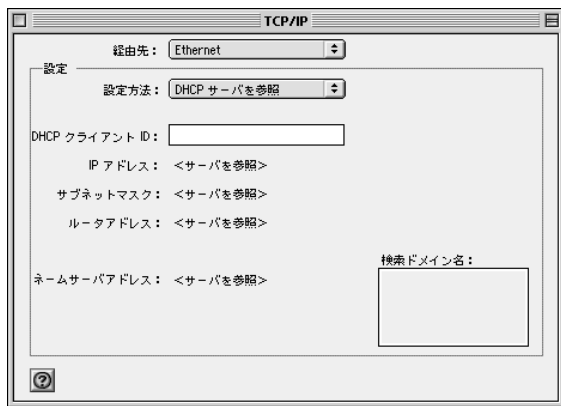 TCP/IP
経由先： Ethernet
設定
設定方法： DHCP サーバを参照
DHCP クライアント ID：
IP アドレス： <サーバを参照>
サブネットマスク： <サーバを参照>
ルータアドレス： <サーバを参照>
検索ドメイン名：
ネームサーバアドレス： <サーバを参照>
?